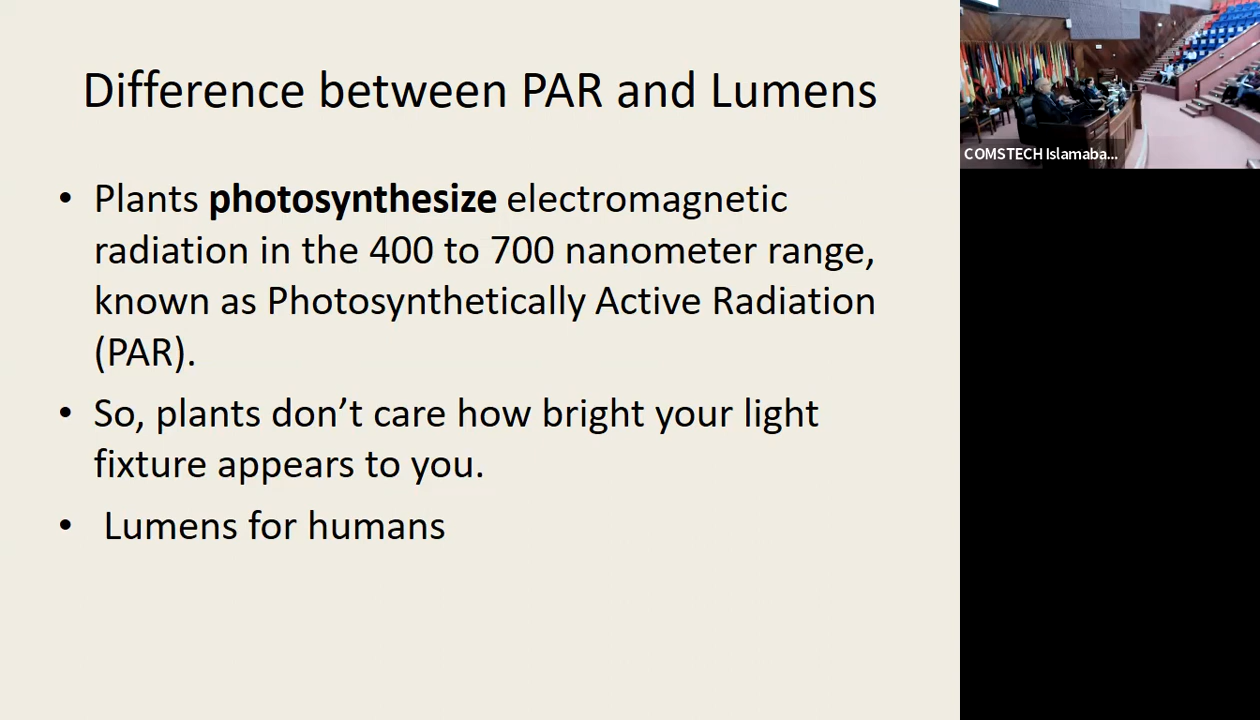 Difference between PAR and Lumens
• Plants photosynthesize electromagnetic
radiation in the 400 to 700 nanometer range,
known as Photosynthetically Active Radiation
(PAR).
• So, plants don’t care how bright your light
fixture appears to you.
• Lumens for humans
COMSTECH Islamaba...